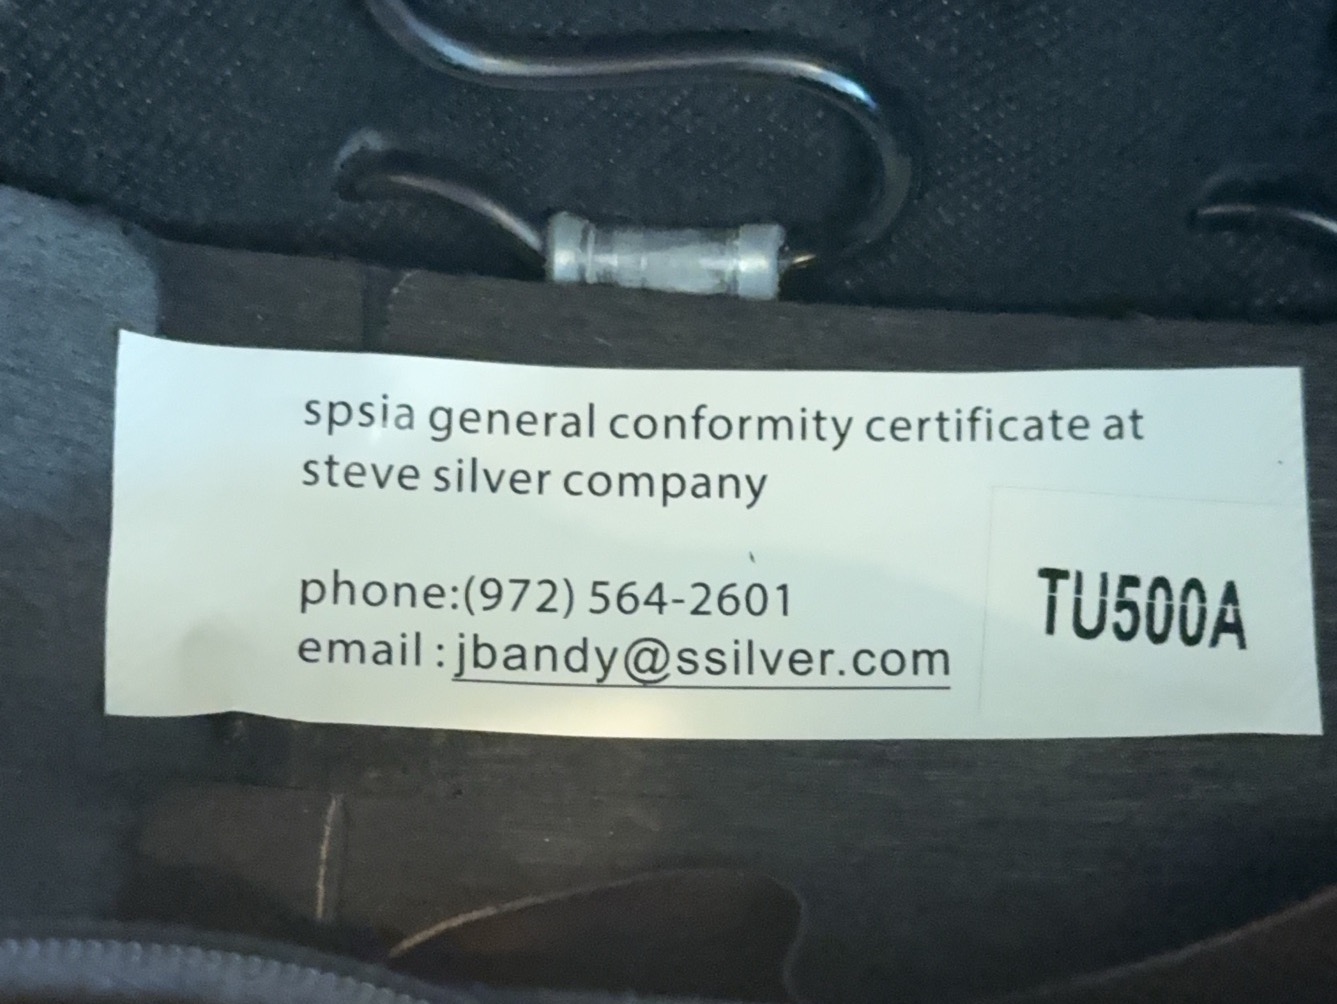 spsia general conformity certificate at
steve silver company
phone:(972) 564-2601
email : jbandy@ssilver.com
TU500A